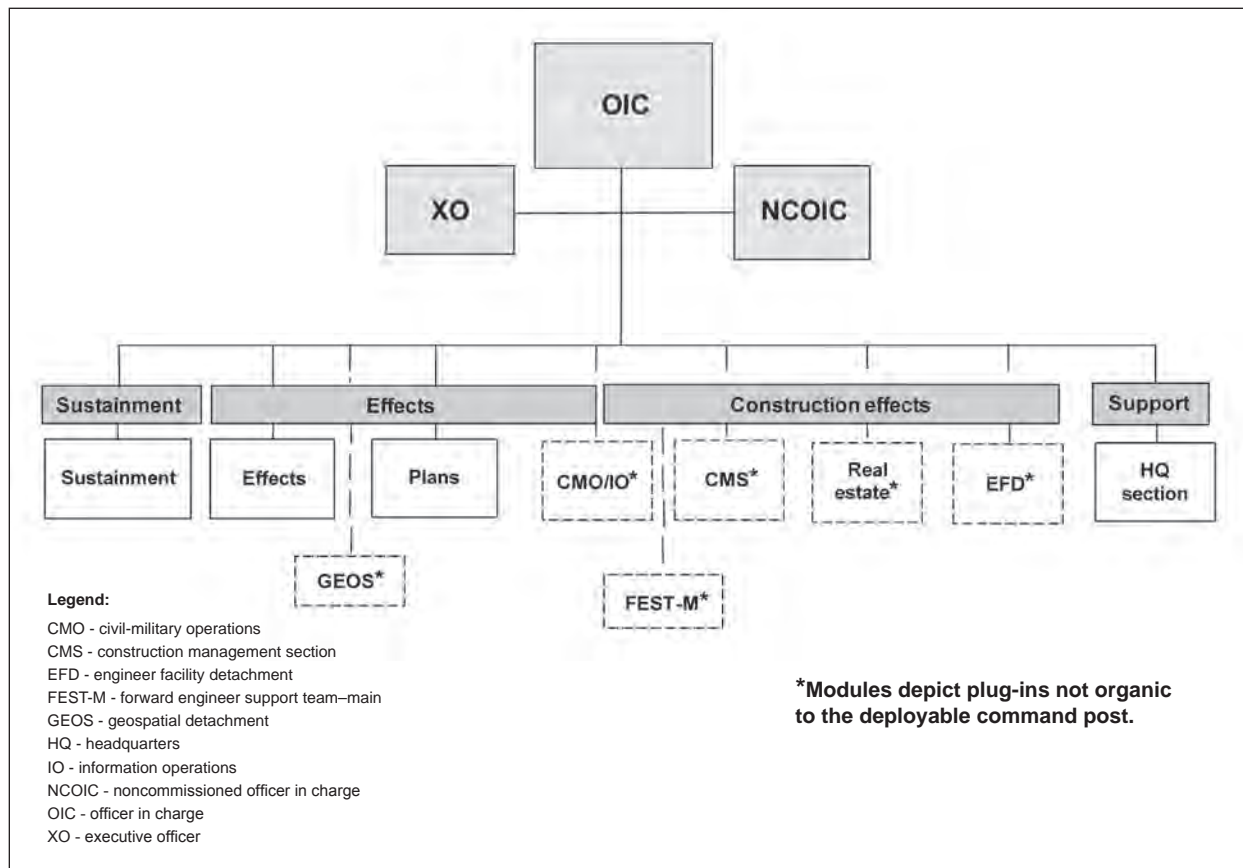 OIC
XO
NCOIC
Sustainment
Effects
Construction effects
Support
Sustainment
Effects
Plans
CMO/IO*
CMS*
Real
estate*
EFD*
HQ
section
GEOS*
FEST-M*
Legend:
CMO - civil-military operations
CMS - construction management section
EFD - engineer facility detachment
FEST-M - forward engineer support team–main
GEOS - geospatial detachment
HQ - headquarters
IO - information operations
NCOIC - noncommissioned officer in charge
OIC - officer in charge
XO - executive officer
*Modules depict plug-ins not organic
to the deployable command post.